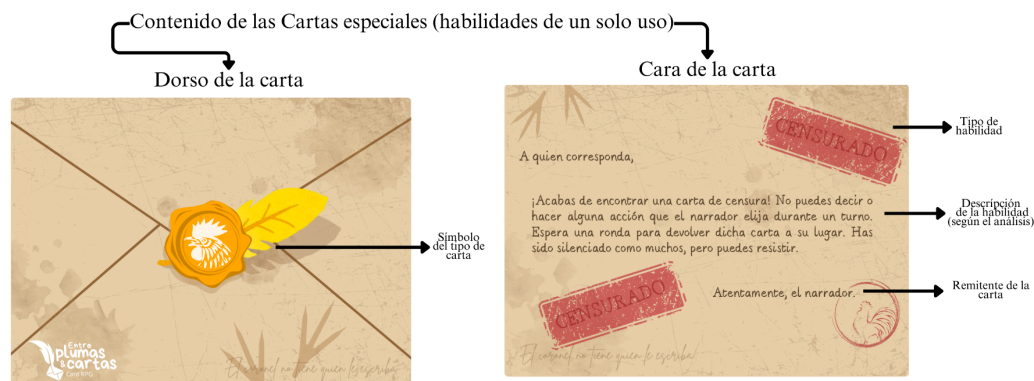 Contenido de las Cartas especiales (habilidades de un solo uso)
Dorso de la carta
Símbolo
del tipo de
carta
Entre
plumas
& cartas
Card RPG
El coronel no tiene quien le escriba
Cara de la carta
CENSURADO
A quien corresponda,
¡Acabas de encontrar una carta de censura! No puedes decir o
hacer alguna acción que el narrador elija durante un turno.
Espera una ronda para devolver dicha carta a su lugar. Has
sido silenciado como muchos, pero puedes resistir.
CENSURADO
Atentamente, el narrador.
El coronel no tiene quien le escriba
Tipo de
habilidad
Descripción
de la habilidad
(según el análisis)
Remitente de la
carta